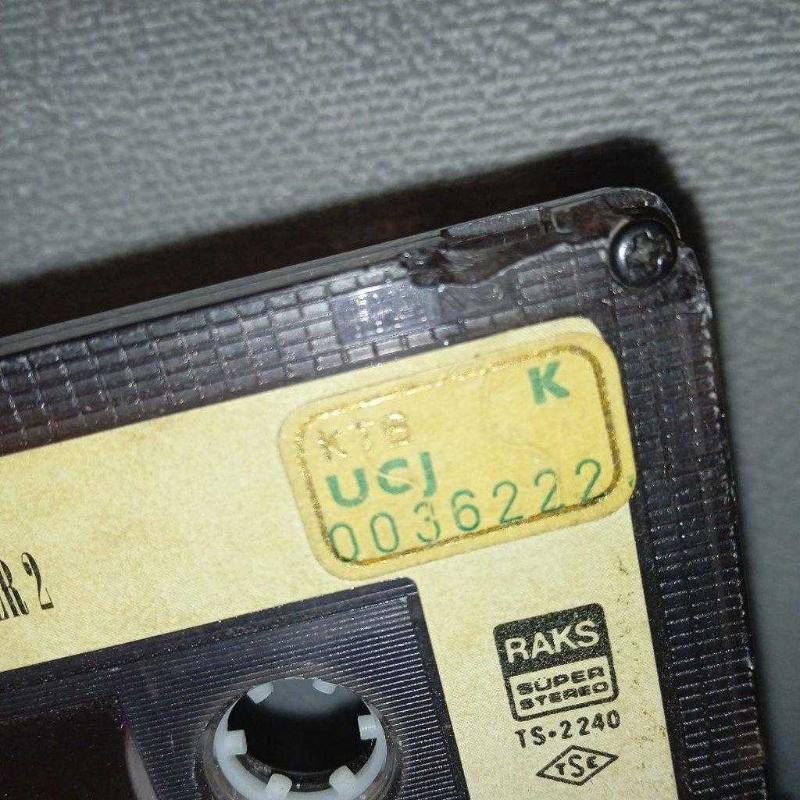 K
KTB
UCJ
0036222
R 2
RAKS
SÜPER
STEREO
TS•2240
TSE